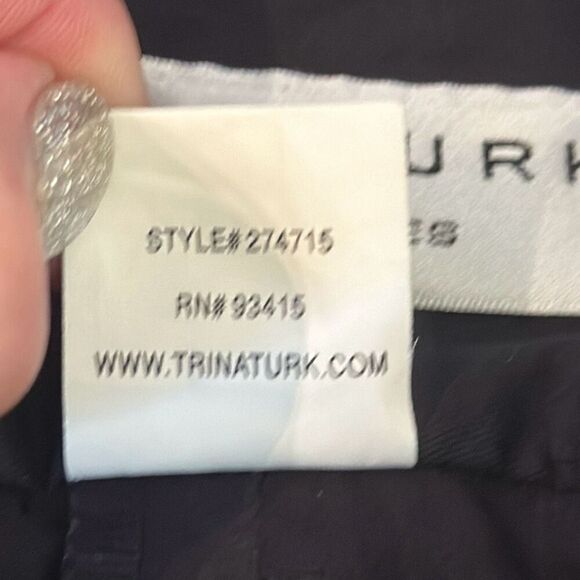 URK
ES
STYLE# 274715
RN# 93415
WWW.TRINATURK.COM